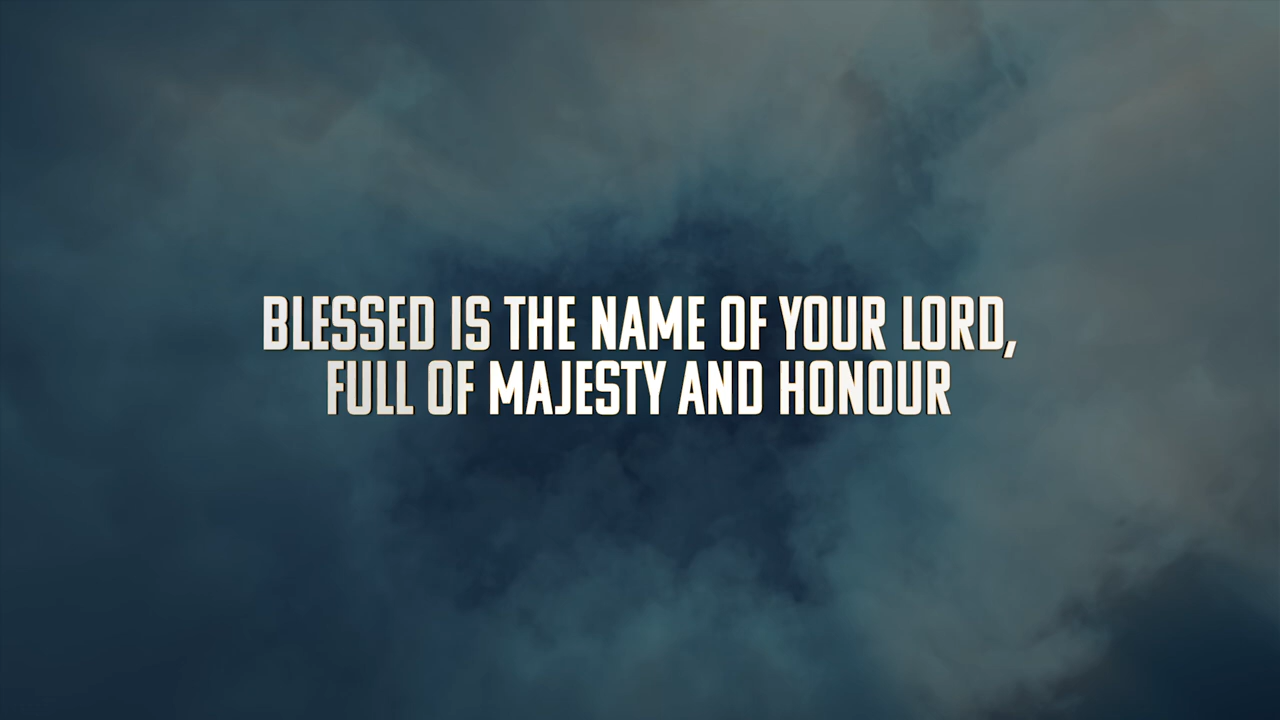 BLESSED IS THE NAME OF YOUR LORD,
FULL OF MAJESTY AND HONOUR